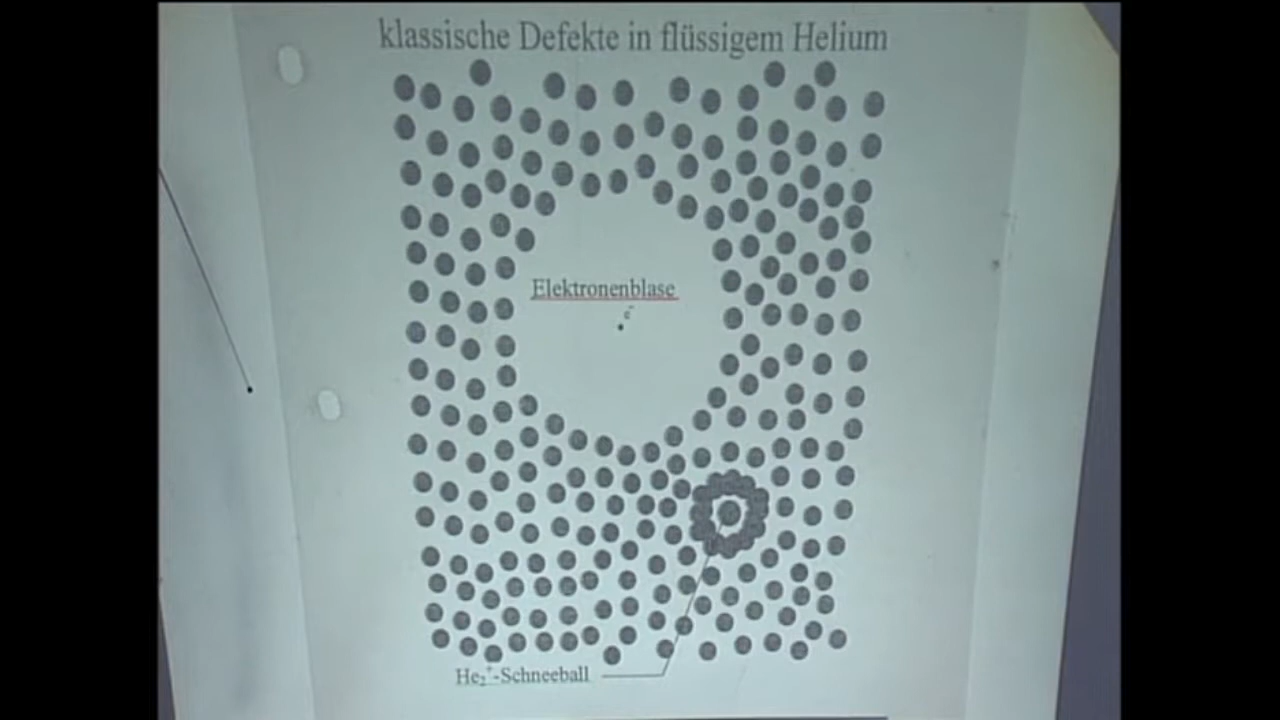 klassische Defekte in flüssigem Helium
Elektronenblase
e⁻
He₂⁺-Schneeball